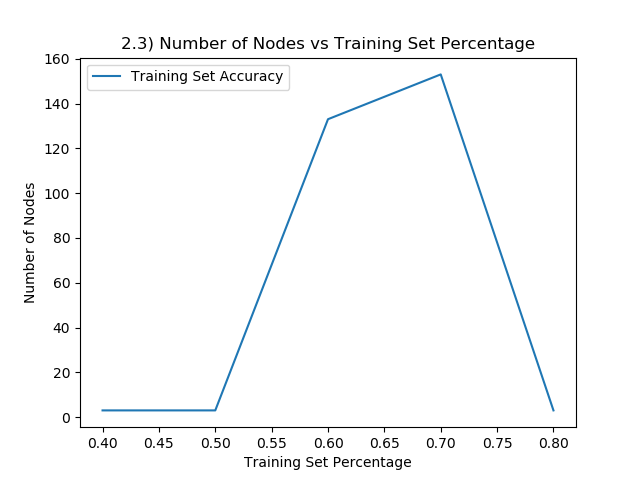 2.3) Number of Nodes vs Training Set Percentage
Training Set Accuracy
Number of Nodes
160
140
120
100
80
60
40
20
0
0.40 0.45 0.50 0.55 0.60 0.65 0.70 0.75 0.80
Training Set Percentage